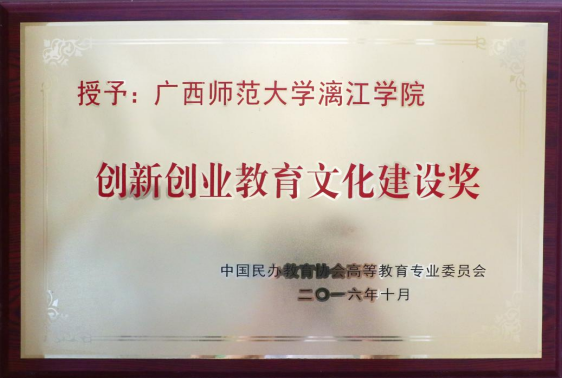 授予：广西师范大学漓江学院
创新创业教育文化建设奖
中国民办教育协会高等教育专业委员会
二〇一六年十月